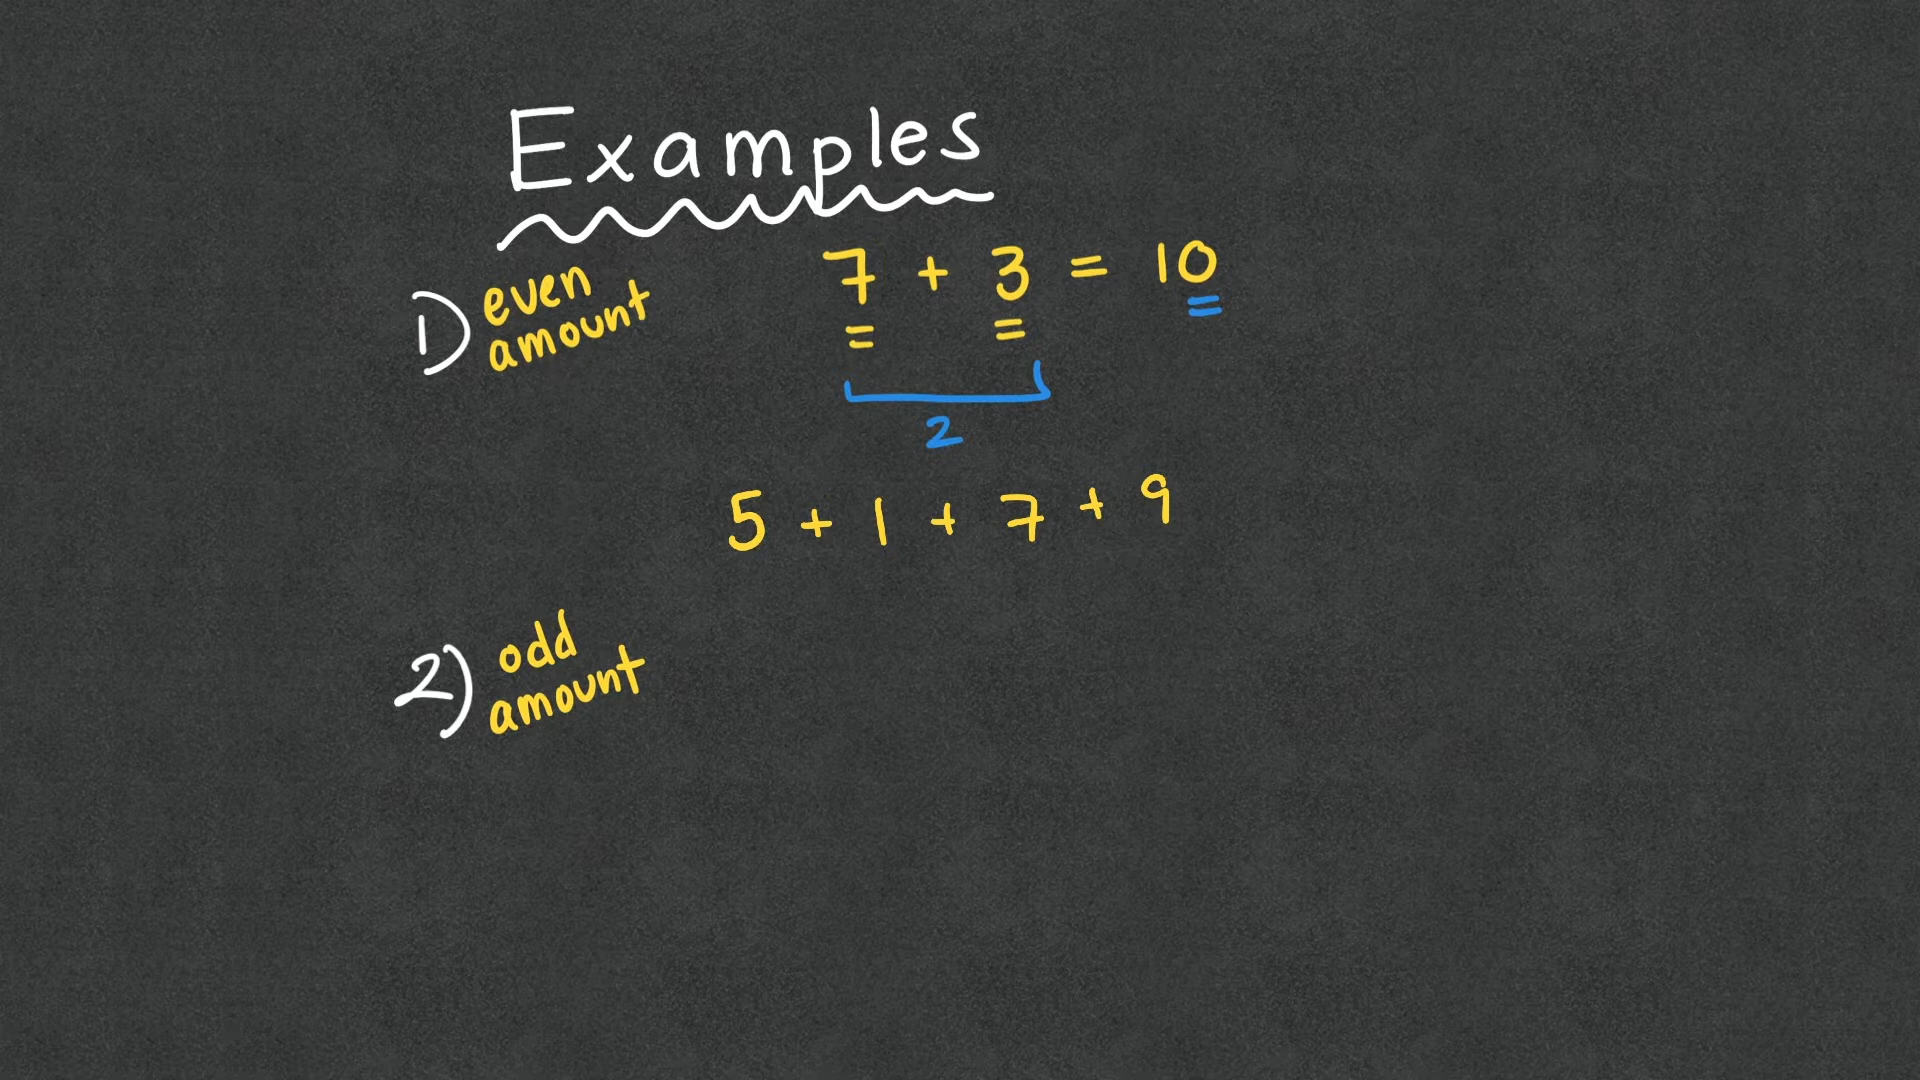 Examples
1) even amount
7 + 3 = 10
2
5 + 1 + 7 + 9
2) odd amount